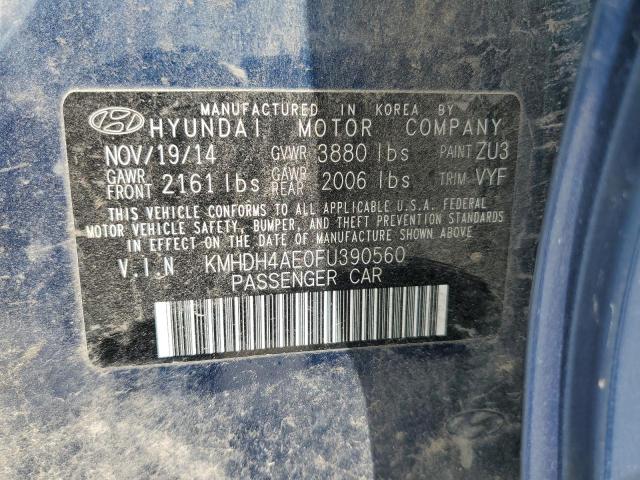 MANUFACTURED IN KOREA BY
HYUNDAI MOTOR COMPANY
NOV/19/14 GVWR 3880 lbs PAINT ZU3
GAWR FRONT 2161 lbs GAWR REAR 2006 lbs TRIM VYF
THIS VEHICLE CONFORMS TO ALL APPLICABLE U.S.A. FEDERAL
MOTOR VEHICLE SAFETY, BUMPER, AND THEFT PREVENTION STANDARDS
IN EFFECT ON THE DATE OF MANUFACTURE SHOWN ABOVE.
V.I.N KMHDH4AE0FU390560
PASSENGER CAR